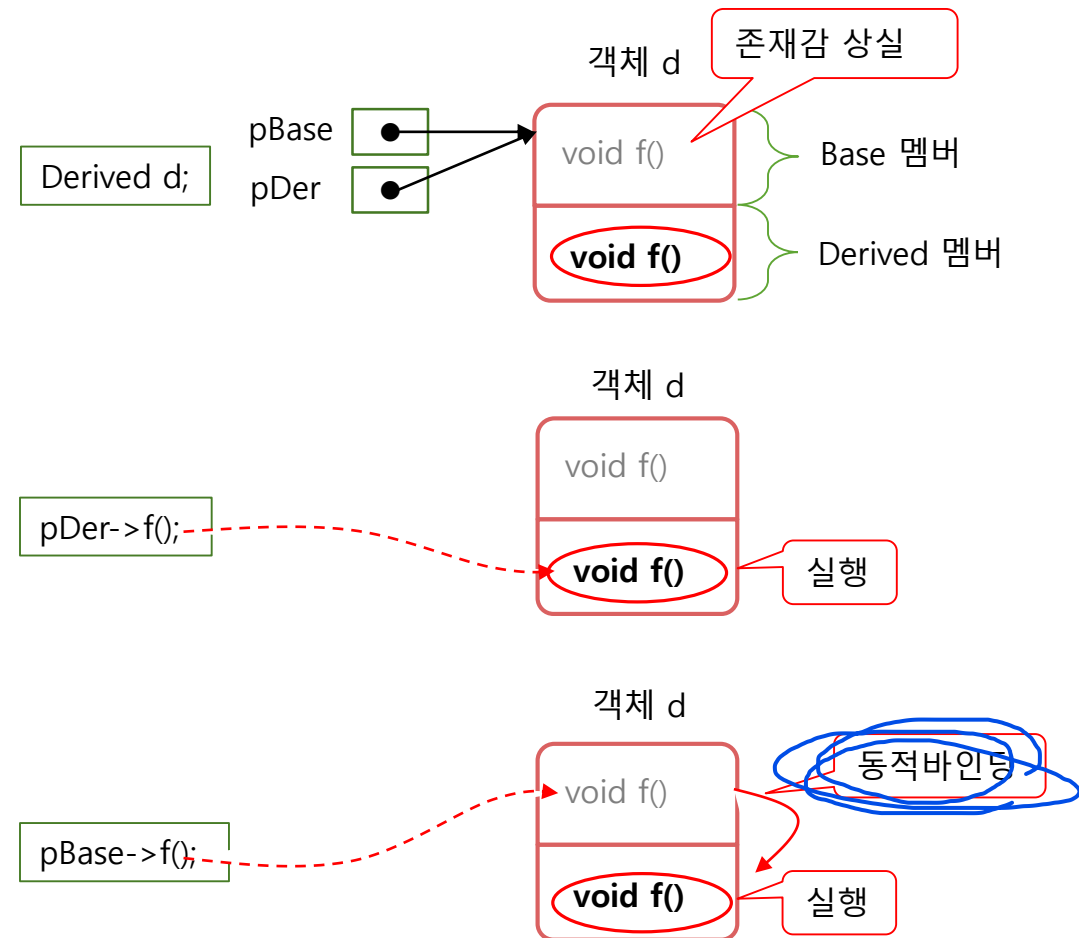 존재감 상실
객체 d
pBase
void f()
Base 멤버
Derived d;
pDer
void f()
Derived 멤버
객체 d
void f()
pDer->f();
void f()
실행
객체 d
동적바인딩
void f()
pBase->f();
void f()
실행